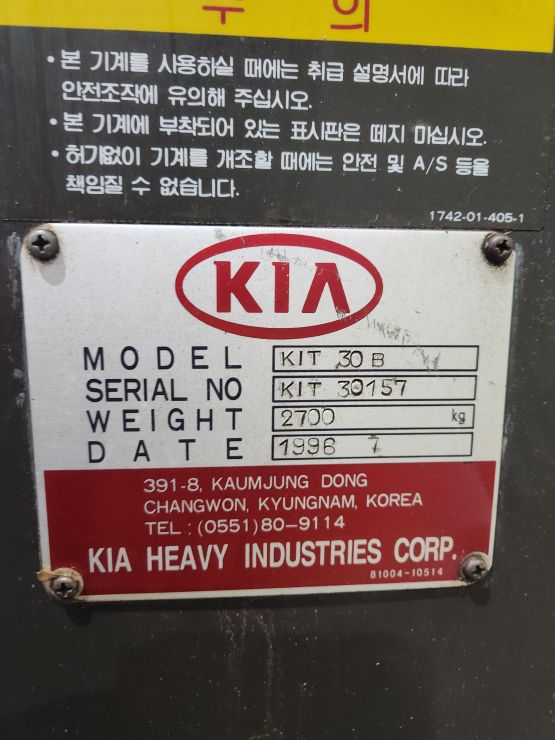 주 의
• 본 기계를 사용하실 때에는 취급 설명서에 따라
안전조작에 유의해 주십시오.
• 본 기계에 부착되어 있는 표시판은 떼지 마십시오.
• 허가없이 기계를 개조할 때에는 안전 및 A/S 등을
책임질 수 없습니다.
1742-01-405-1
KIA
MODEL KIT 30 B
SERIAL NO KIT 30157
WEIGHT 2700 kg
DATE 1996 7
391-8, KAUMJUNG DONG
CHANGWON, KYUNGNAM, KOREA
TEL : (0551)80-9114
KIA HEAVY INDUSTRIES CORP.
81004-10514